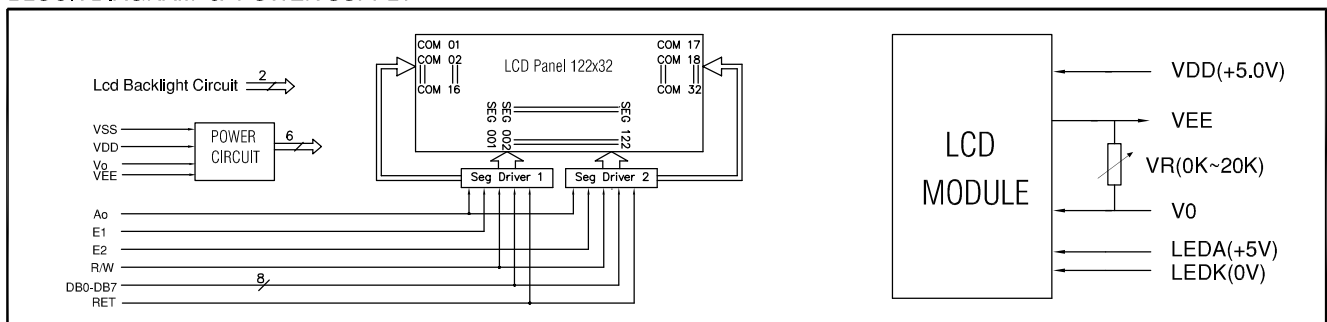 Lcd Backlight Circuit 2
VSS
VDD
Vo
VEE
POWER
CIRCUIT
6
COM 01
COM 02
COM 16
LCD Panel 122x32
COM 17
COM 18
COM 32
SEG 001
SEG 002
SEG 122
Seg Driver 1
Seg Driver 2
Ao
E1
E2
R/W
DB0-DB7 8
RET
LCD
MODULE
VDD(+5.0V)
VEE
VR(0K~20K)
V0
LEDA(+5V)
LEDK(0V)